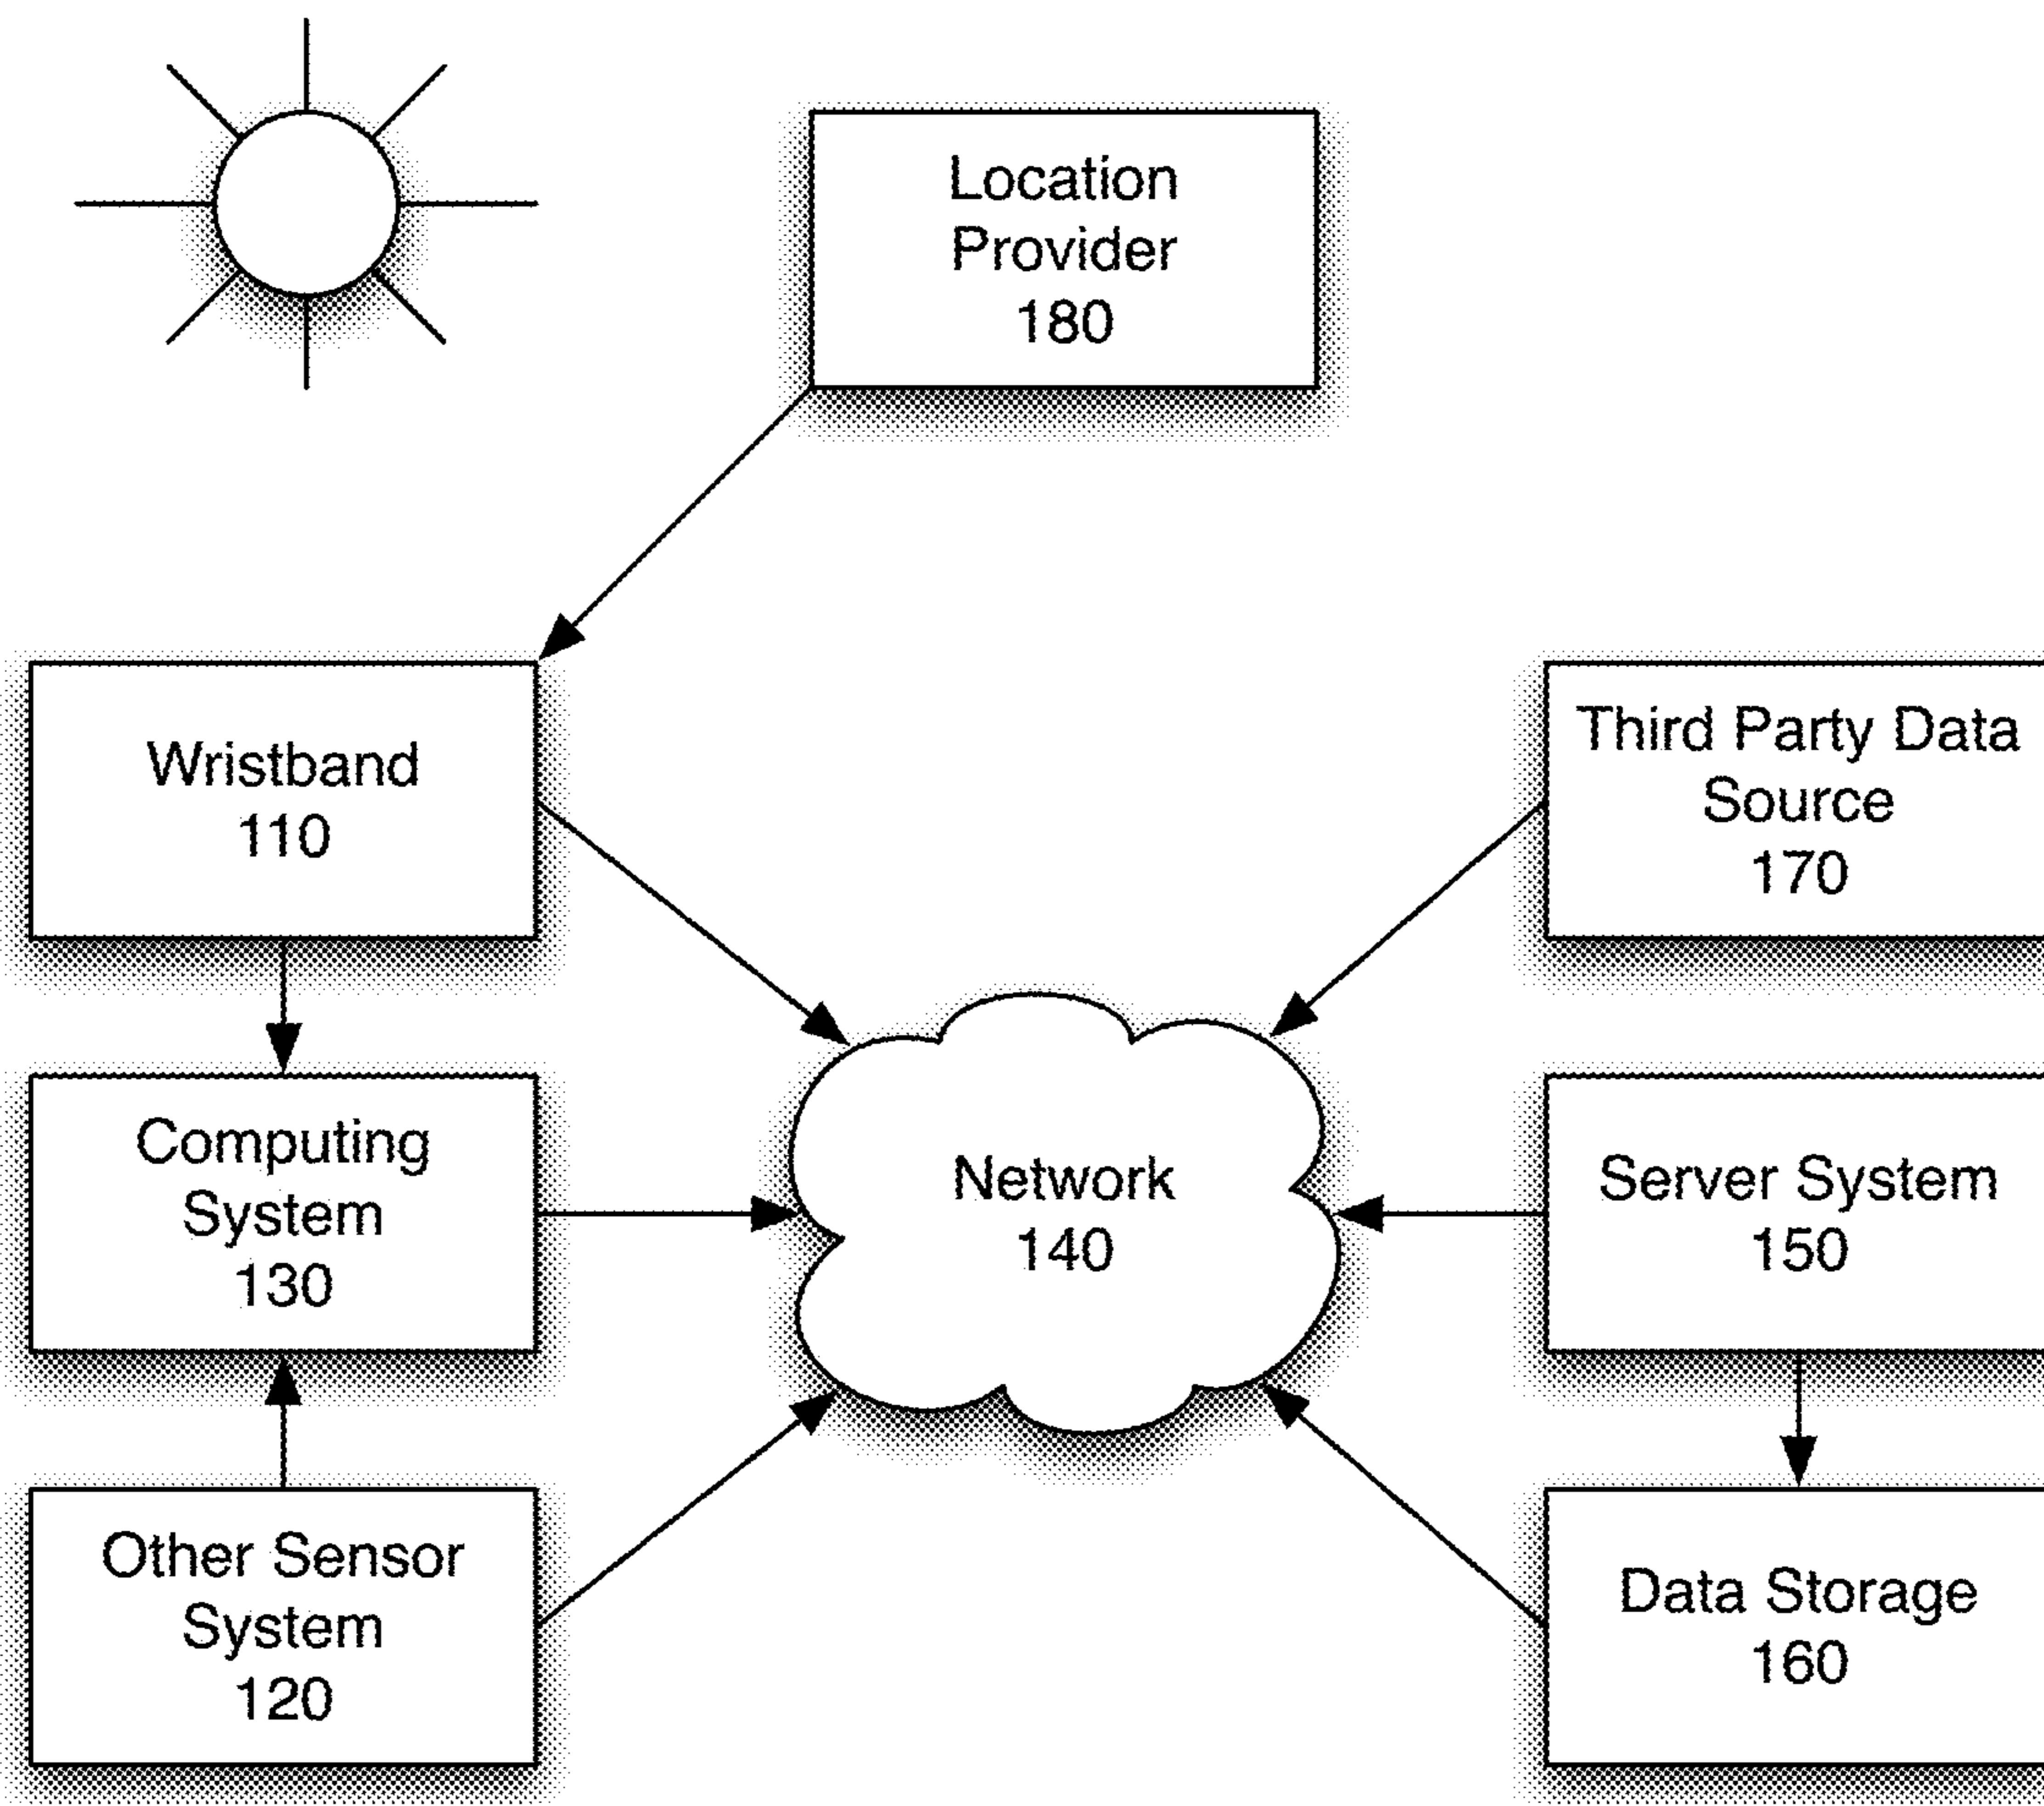 Location
Provider
180
Wristband
110
Third Party Data
Source
170
Computing
System
130
Network
140
Server System
150
Other Sensor
System
120
Data Storage
160